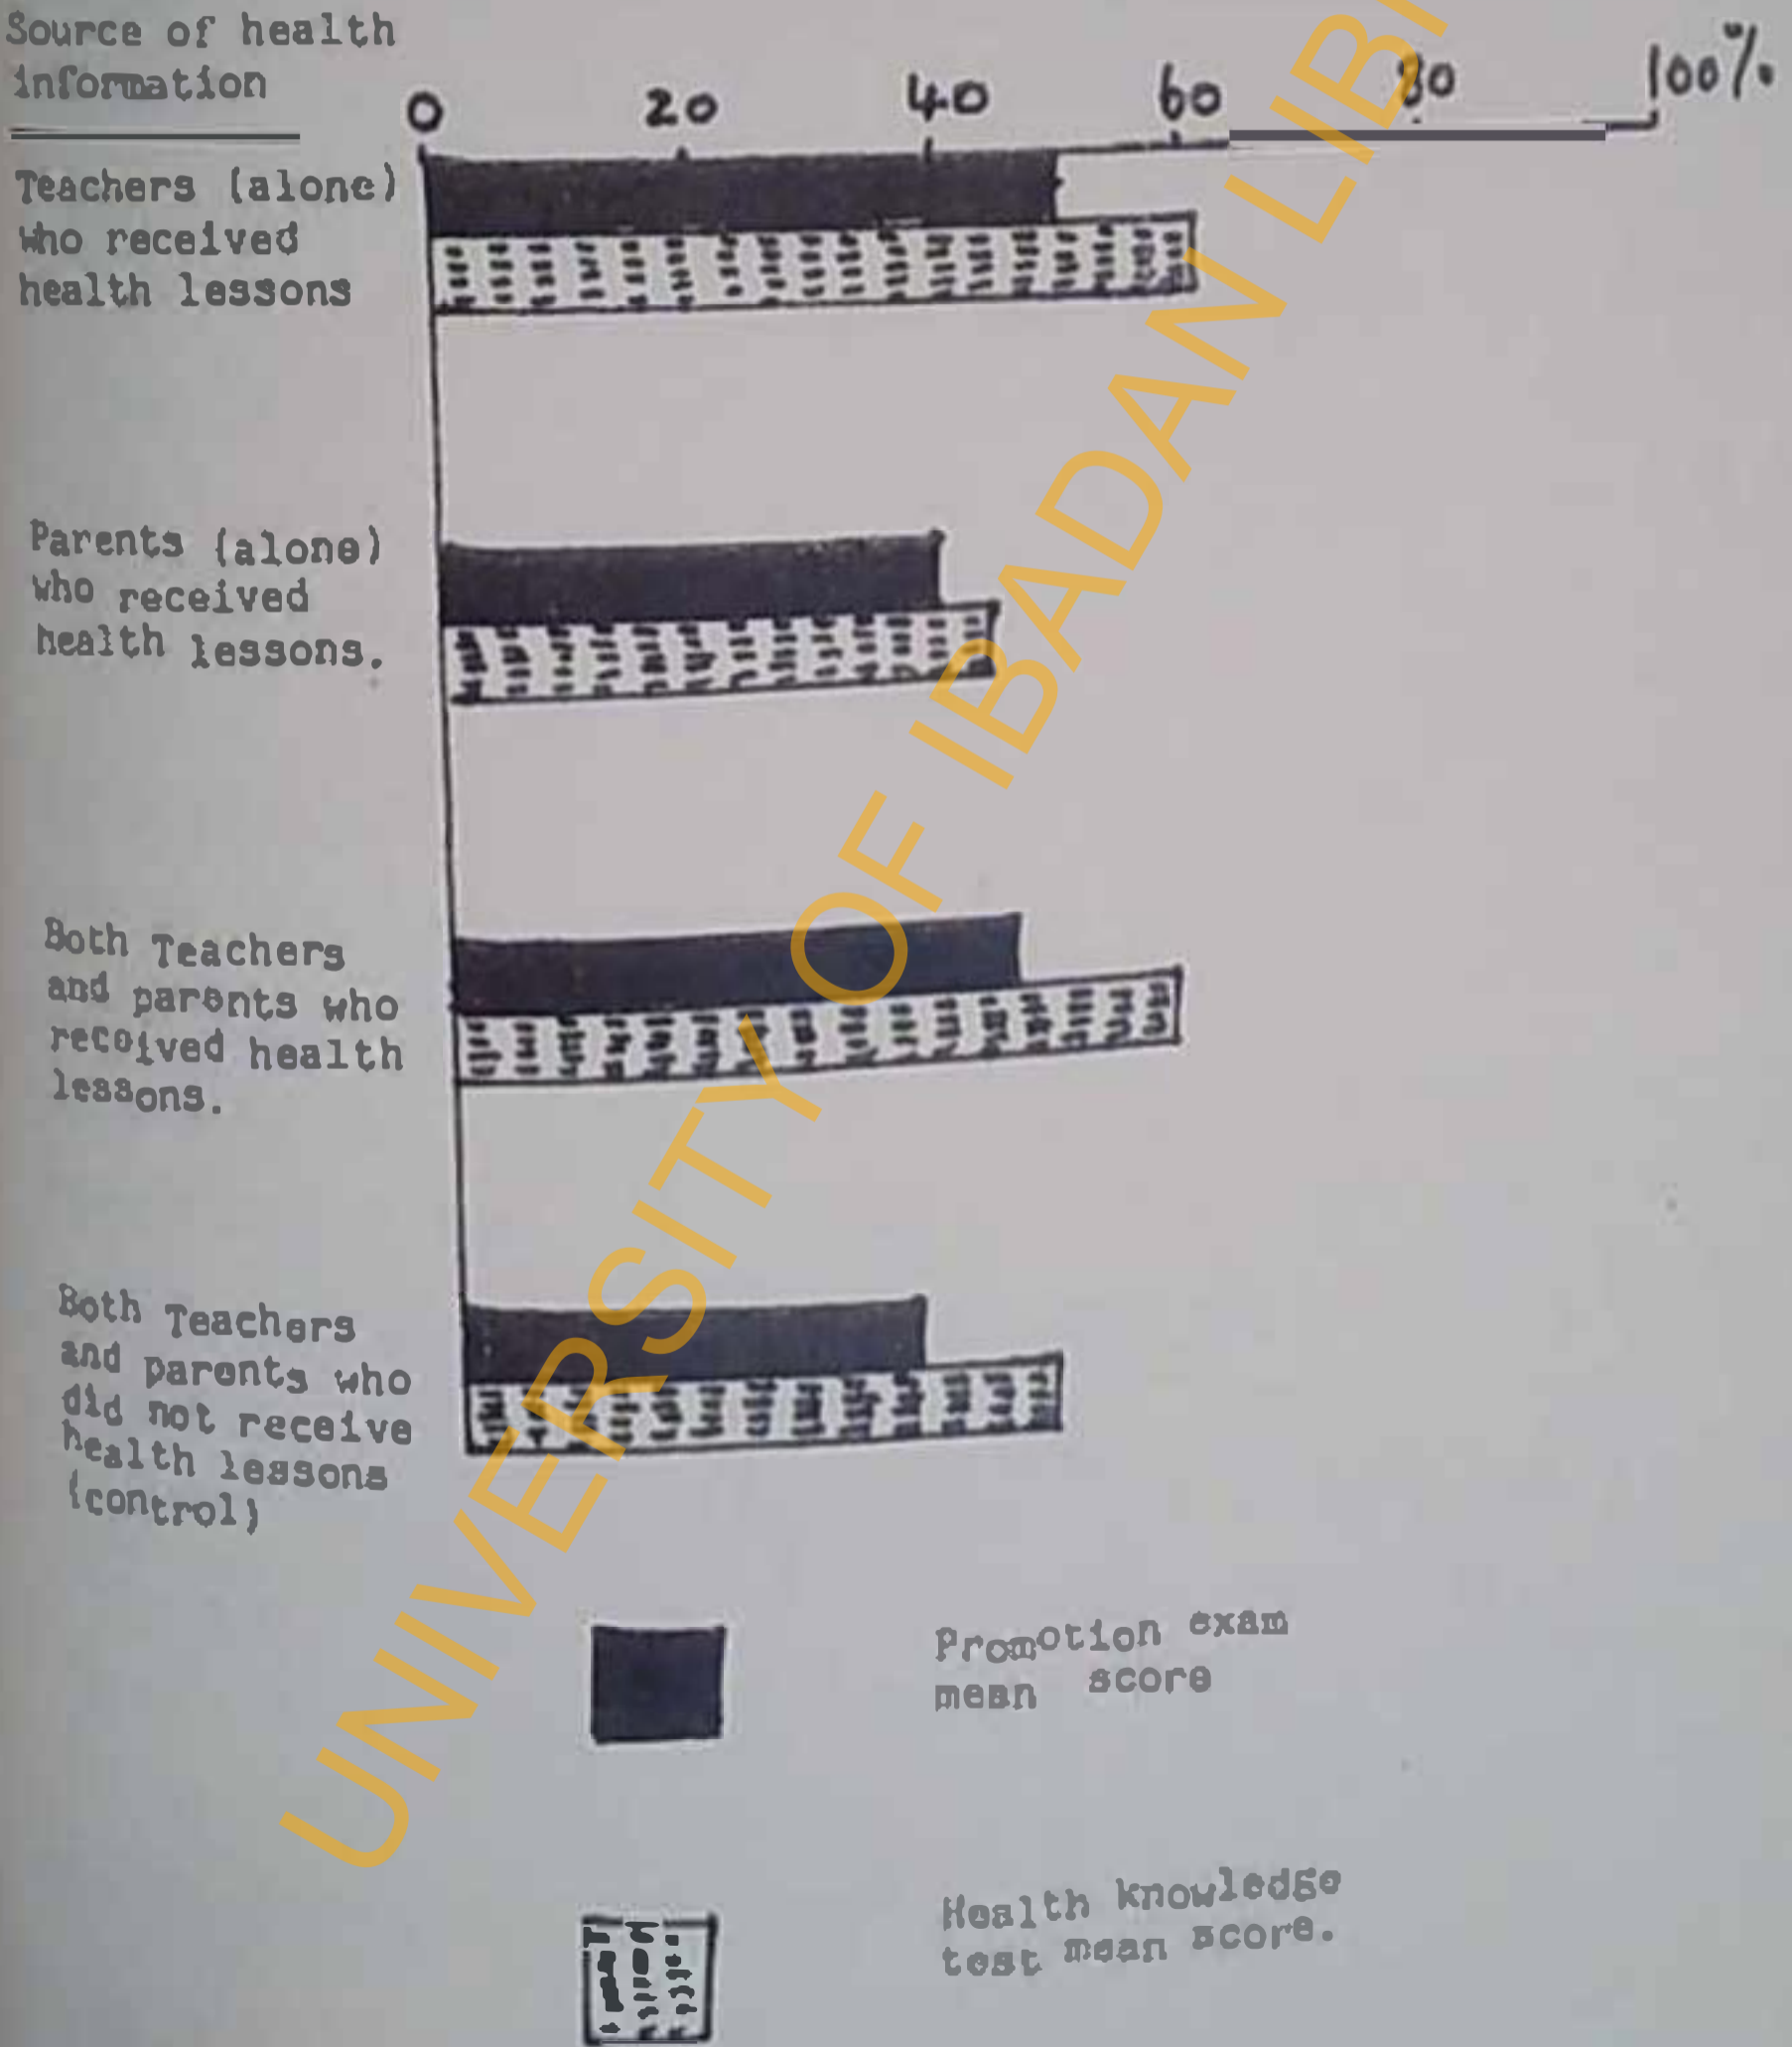 Source of health
information
0 20 40 60 80 100%
Teachers (alone)
who received
health lessons
Parents (alone)
who received
health lessons.
Both Teachers
and parents who
received health
lessons.
Both Teachers
and parents who
did not receive
health lessons
(control)
Promotion exam
mean score
Health knowledge
test mean score.
UNIVERSITY OF IBADAN LIB